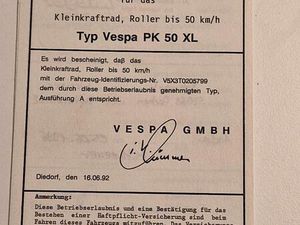 für das
Kleinkraftrad, Roller bis 50 km/h
Typ Vespa PK 50 XL
Es wird bescheinigt, daß das
Kleinkraftrad, Roller bis 50 km/h
mit der Fahrzeug-Identifizierungs-Nr. V5X3T0205799
dem durch diese Betriebserlaubnis genehmigten Typ,
Ausführung A entspricht.
VESPA GMBH
Diedorf, den 16.06.92
Anmerkung:
Diese Betriebserlaubnis und eine Bestätigung für das
Bestehen einer Haftpflicht-Versicherung sind beim
Fahren dieses Fahrzeuges mitzuführen. Das Versicherungs